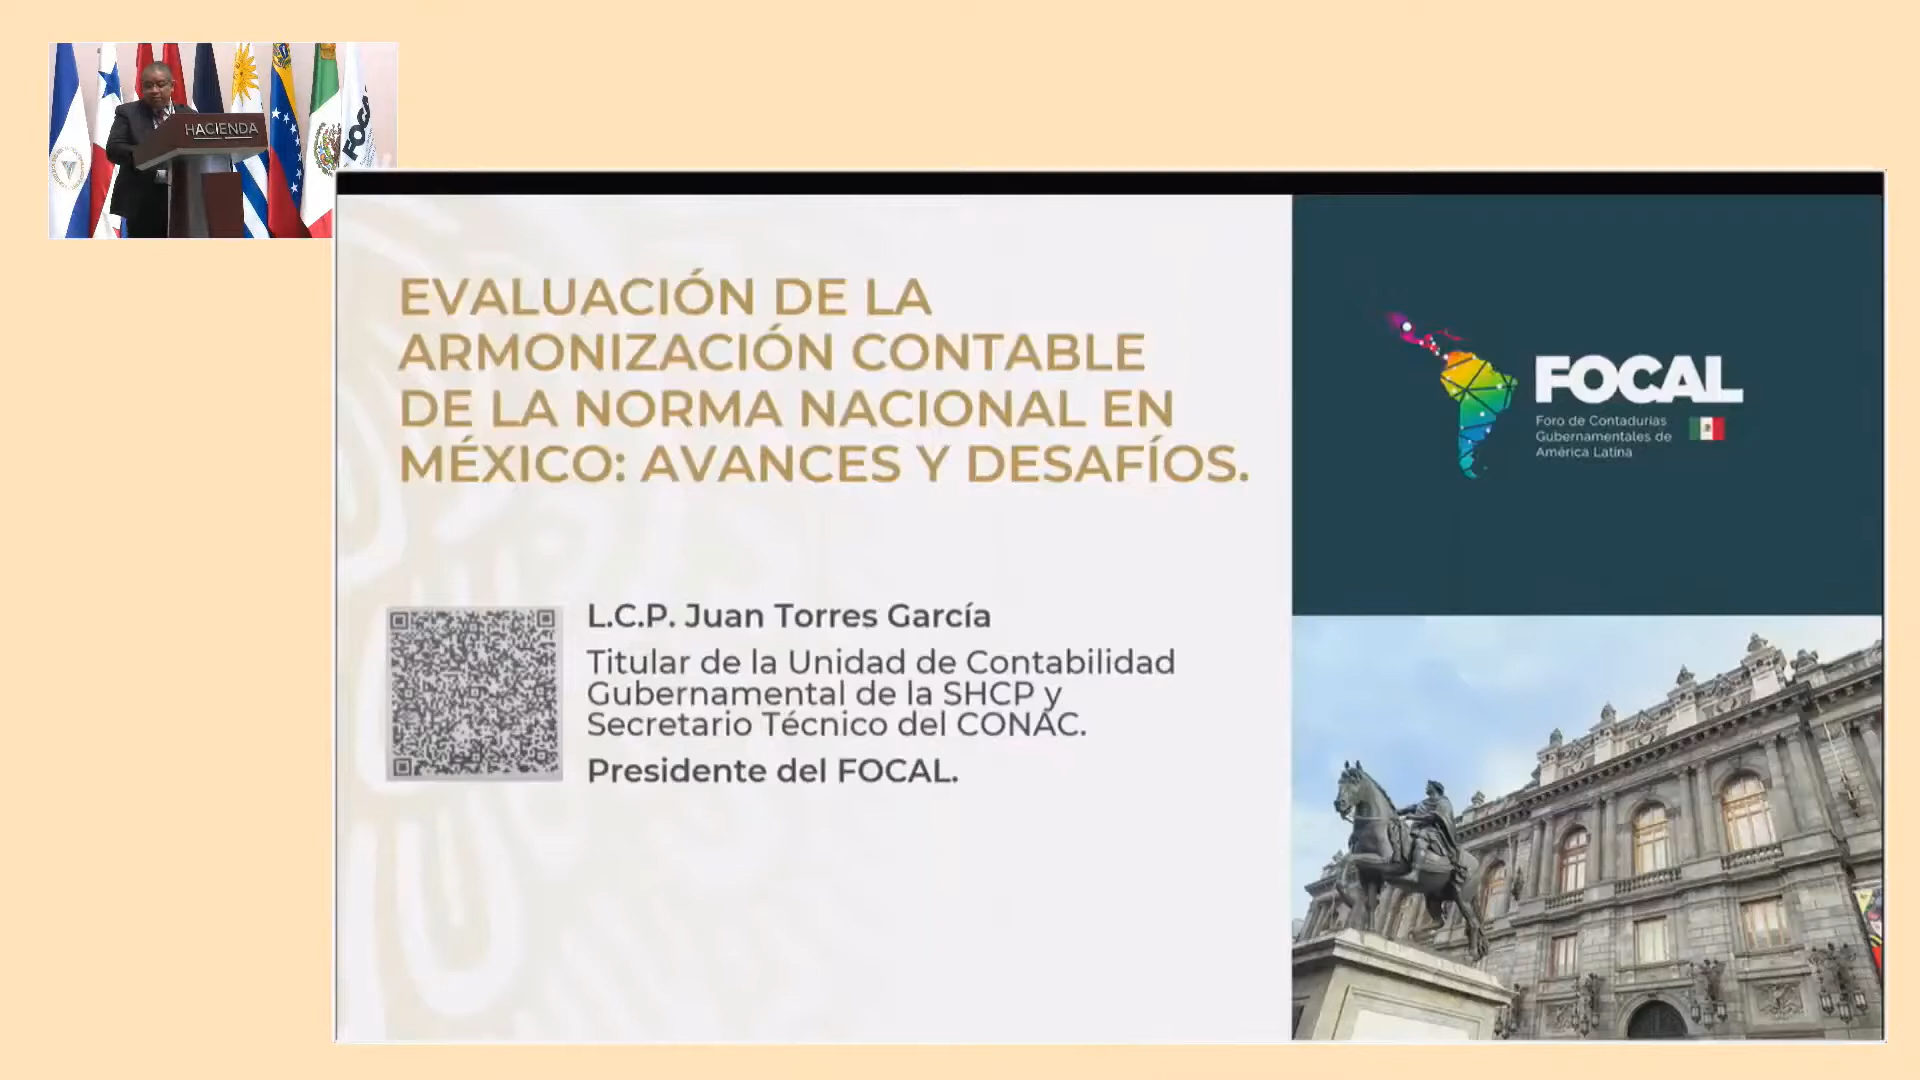 HACIENDA
FOCAL
EVALUACIÓN DE LA
ARMONIZACIÓN CONTABLE
DE LA NORMA NACIONAL EN
MÉXICO: AVANCES Y DESAFÍOS.
L.C.P. Juan Torres García
Titular de la Unidad de Contabilidad
Gubernamental de la SHCP y
Secretario Técnico del CONAC.
Presidente del FOCAL.
FOCAL
Foro de Contadurías
Gubernamentales de
América Latina